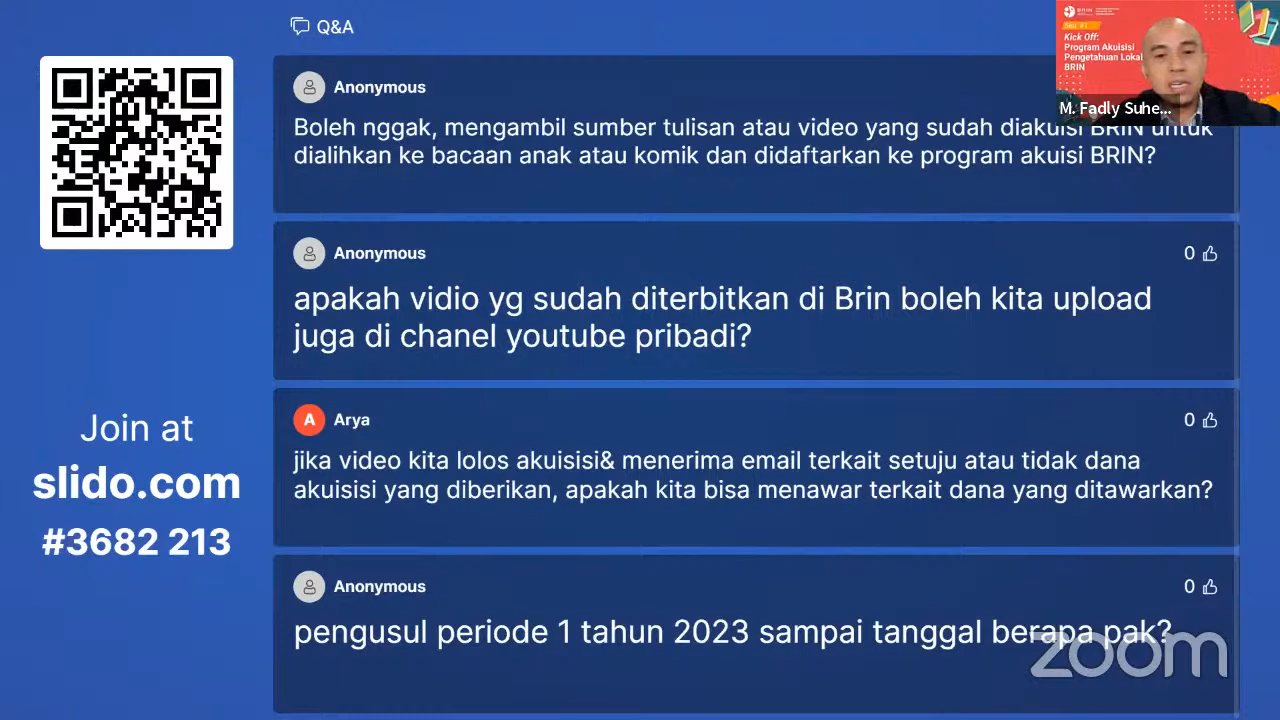 Q&A
Anonymous
Boleh nggak, mengambil sumber tulisan atau video yang sudah diakuisi BRIN untuk
dialihkan ke bacaan anak atau komik dan didaftarkan ke program akuisi BRIN?
Anonymous
0
apakah vidio yg sudah diterbitkan di Brin boleh kita upload
juga di chanel youtube pribadi?
A Arya
0
jika video kita lolos akuisisi& menerima email terkait setuju atau tidak dana
akuisisi yang diberikan, apakah kita bisa menawar terkait dana yang ditawarkan?
Anonymous
0
pengusul periode 1 tahun 2023 sampai tanggal berapa pak?
Join at
slido.com
#3682 213
BRIN
Kick Off:
Program Akuisisi
Pengetahuan Lokal
BRIN
M. Fadly Suhe...
zoom